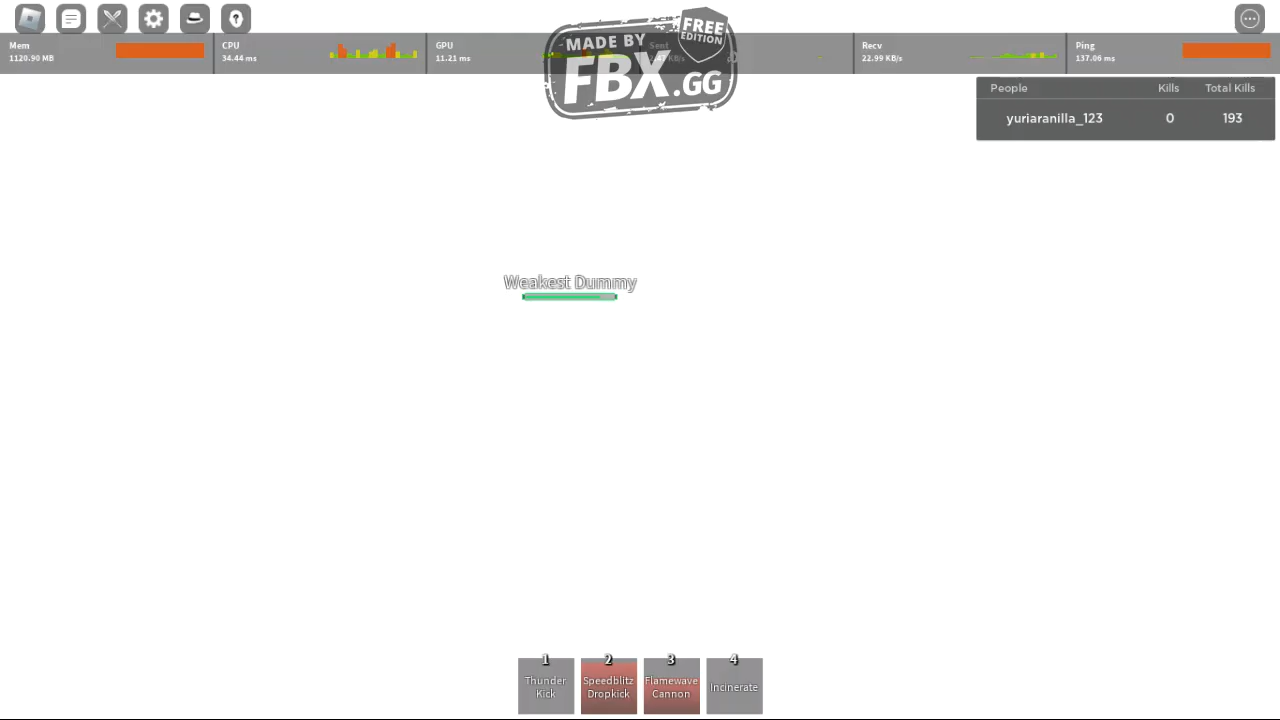 Mem
1120.90 MB
CPU
34.44 ms
GPU
11.21 ms
Sent
KB/s
Recv
22.99 KB/s
Ping
137.06 ms
MADE BY
FBX.GG
FREE
EDITION
People Kills Total Kills
yuriaranilla_123 0 193
Weakest Dummy
1
Thunder
Kick
2
Speedblitz
Dropkick
3
Flamewave
Cannon
4
Incinerate